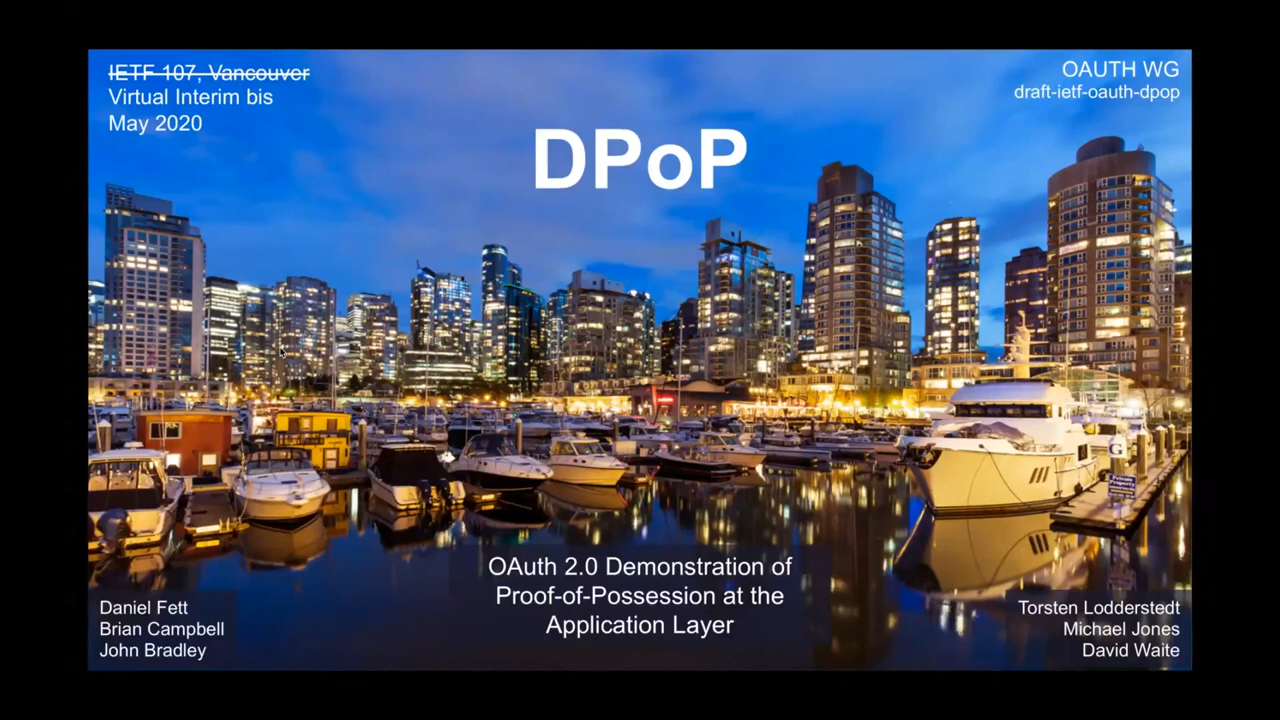 IETF 107, Vancouver
Virtual Interim bis
May 2020
OAUTH WG
draft-ietf-oauth-dpop
DPoP
G
Private
Property
OAuth 2.0 Demonstration of
Proof-of-Possession at the
Application Layer
Daniel Fett
Brian Campbell
John Bradley
Torsten Lodderstedt
Michael Jones
David Waite